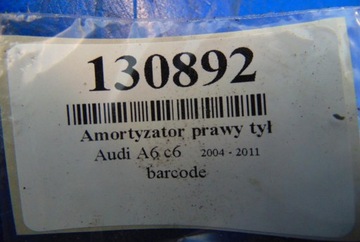 130892
Amortyzator prawy tył
Audi A6 c6 2004 - 2011
barcode